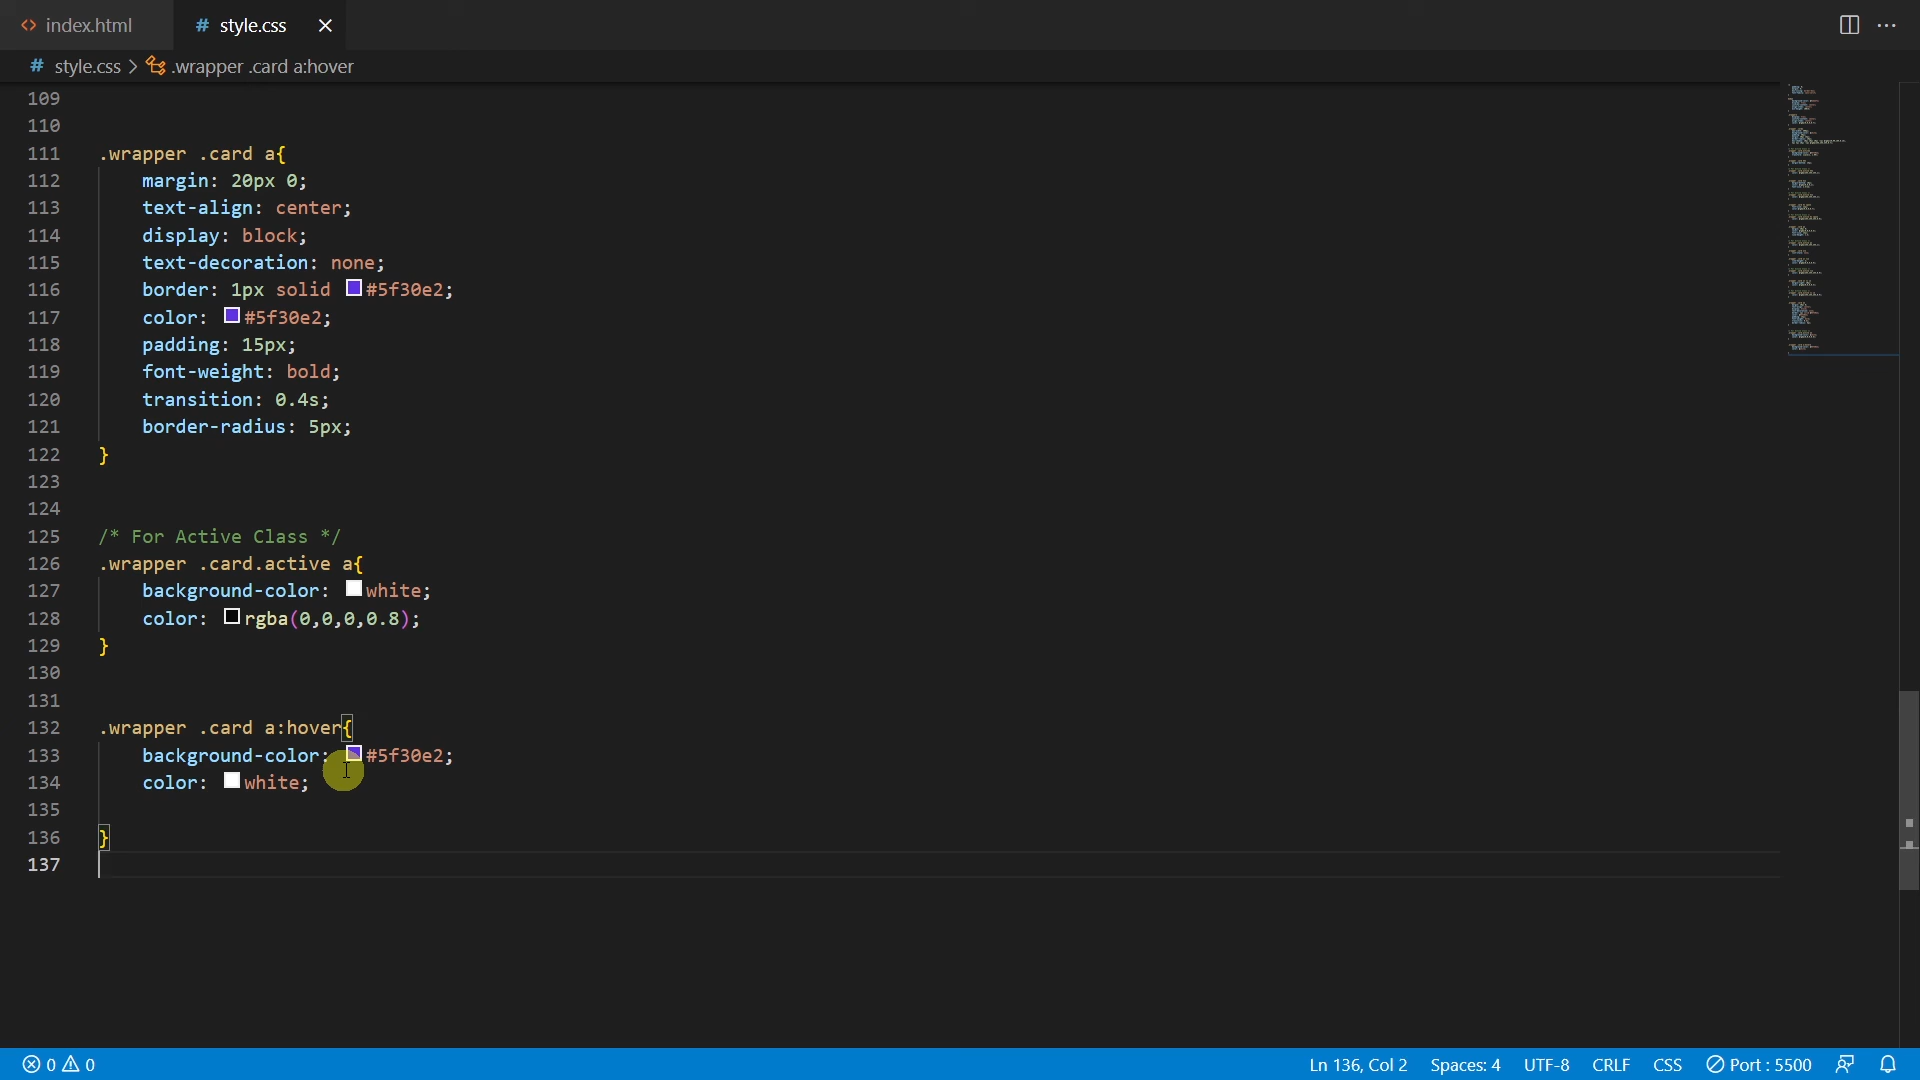 index.html
# style.css
# style.css > .wrapper .card a:hover
109
110
111 .wrapper .card a{
112 margin: 20px 0;
113 text-align: center;
114 display: block;
115 text-decoration: none;
116 border: 1px solid #5f30e2;
117 color: #5f30e2;
118 padding: 15px;
119 font-weight: bold;
120 transition: 0.4s;
121 border-radius: 5px;
122 }
123
124
125 /* For Active Class */
126 .wrapper .card.active a{
127 background-color: white;
128 color: rgba(0,0,0,0.8);
129 }
130
131
132 .wrapper .card a:hover{
133 background-color: #5f30e2;
134 color: white;
135
136 }
137
0 0 Ln 136, Col 2 Spaces: 4 UTF-8 CRLF CSS Port : 5500